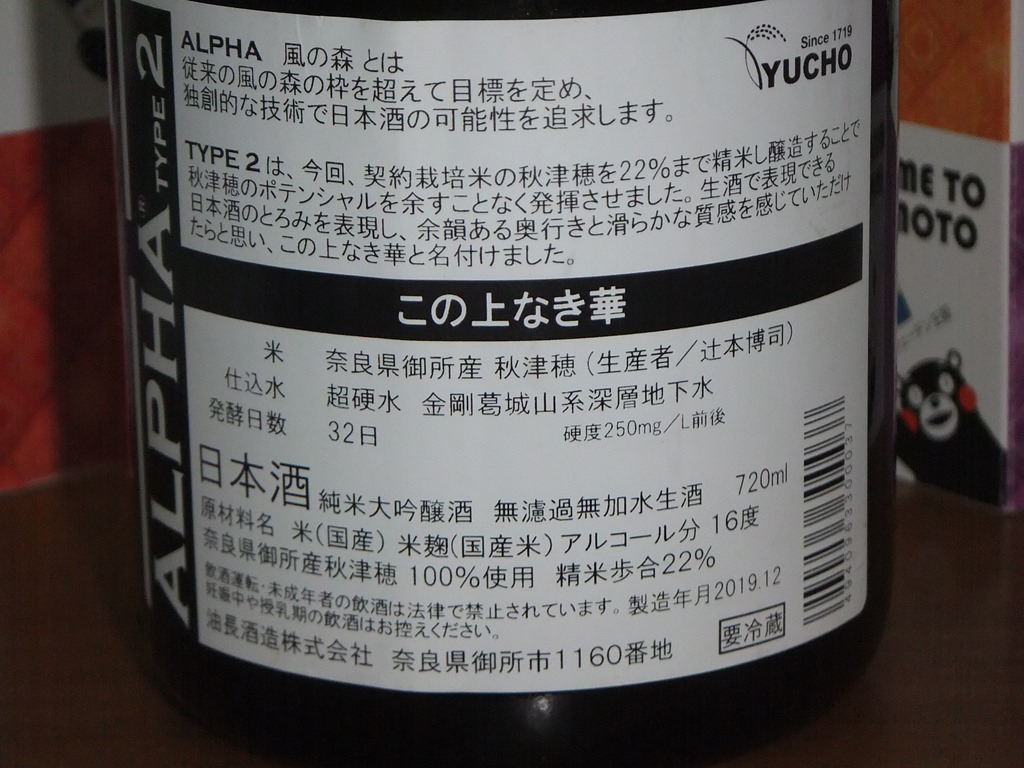 ALPHA TYPE 2
ALPHA 風の森 とは
従来の風の森の枠を超えて目標を定め、
独創的な技術で日本酒の可能性を追求します。
Since 1719
YUCHO
TYPE 2 は、今回、契約栽培米の秋津穂を22%まで精米し醸造することで
秋津穂のポテンシャルを余すことなく発揮させました。生酒で表現できる
日本酒のとろみを表現し、余韻ある奥行きと滑らかな質感を感じていただけ
たらと思い、この上なき華と名付けました。
この上なき華
米 奈良県御所産 秋津穂 (生産者/辻本博司)
仕込水 超硬水 金剛葛城山系深層地下水
硬度250mg/L前後
発酵日数 32日
日本酒 純米大吟醸酒 無濾過無加水生酒 720ml
原材料名 米(国産) 米麹(国産米) アルコール分 16度
奈良県御所産秋津穂 100%使用 精米歩合22%
飲酒運転・未成年者の飲酒は法律で禁止されています。製造年月2019.12
妊娠中や授乳期の飲酒はお控えください。
要冷蔵
油長酒造株式会社 奈良県御所市1160番地
ME TO
MOTO